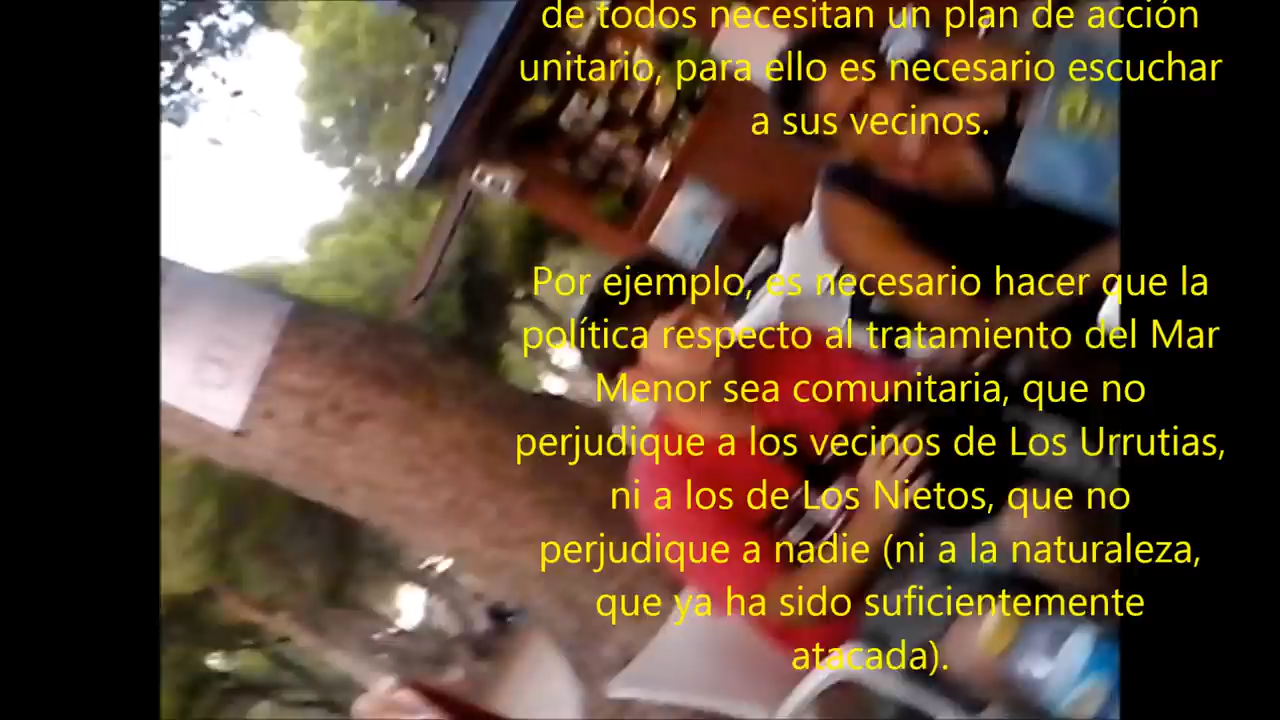 de todos necesitan un plan de acción
unitario, para ello es necesario escuchar
a sus vecinos.
Por ejemplo, es necesario hacer que la
política respecto al tratamiento del Mar
Menor sea comunitaria, que no
perjudique a los vecinos de Los Urrutias,
ni a los de Los Nietos, que no
perjudique a nadie (ni a la naturaleza,
que ya ha sido suficientemente
atacada).